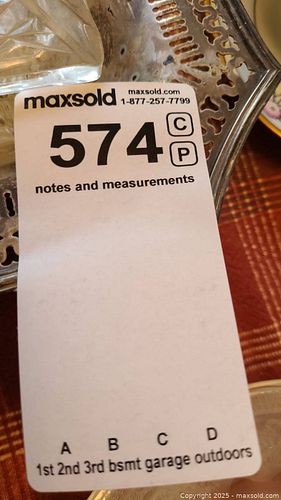 maxsold maxsold.com
1-877-257-7799
574 C
P
notes and measurements
A B C D
1st 2nd 3rd bsmt garage outdoors
Copyright © 2025 - maxsold.com